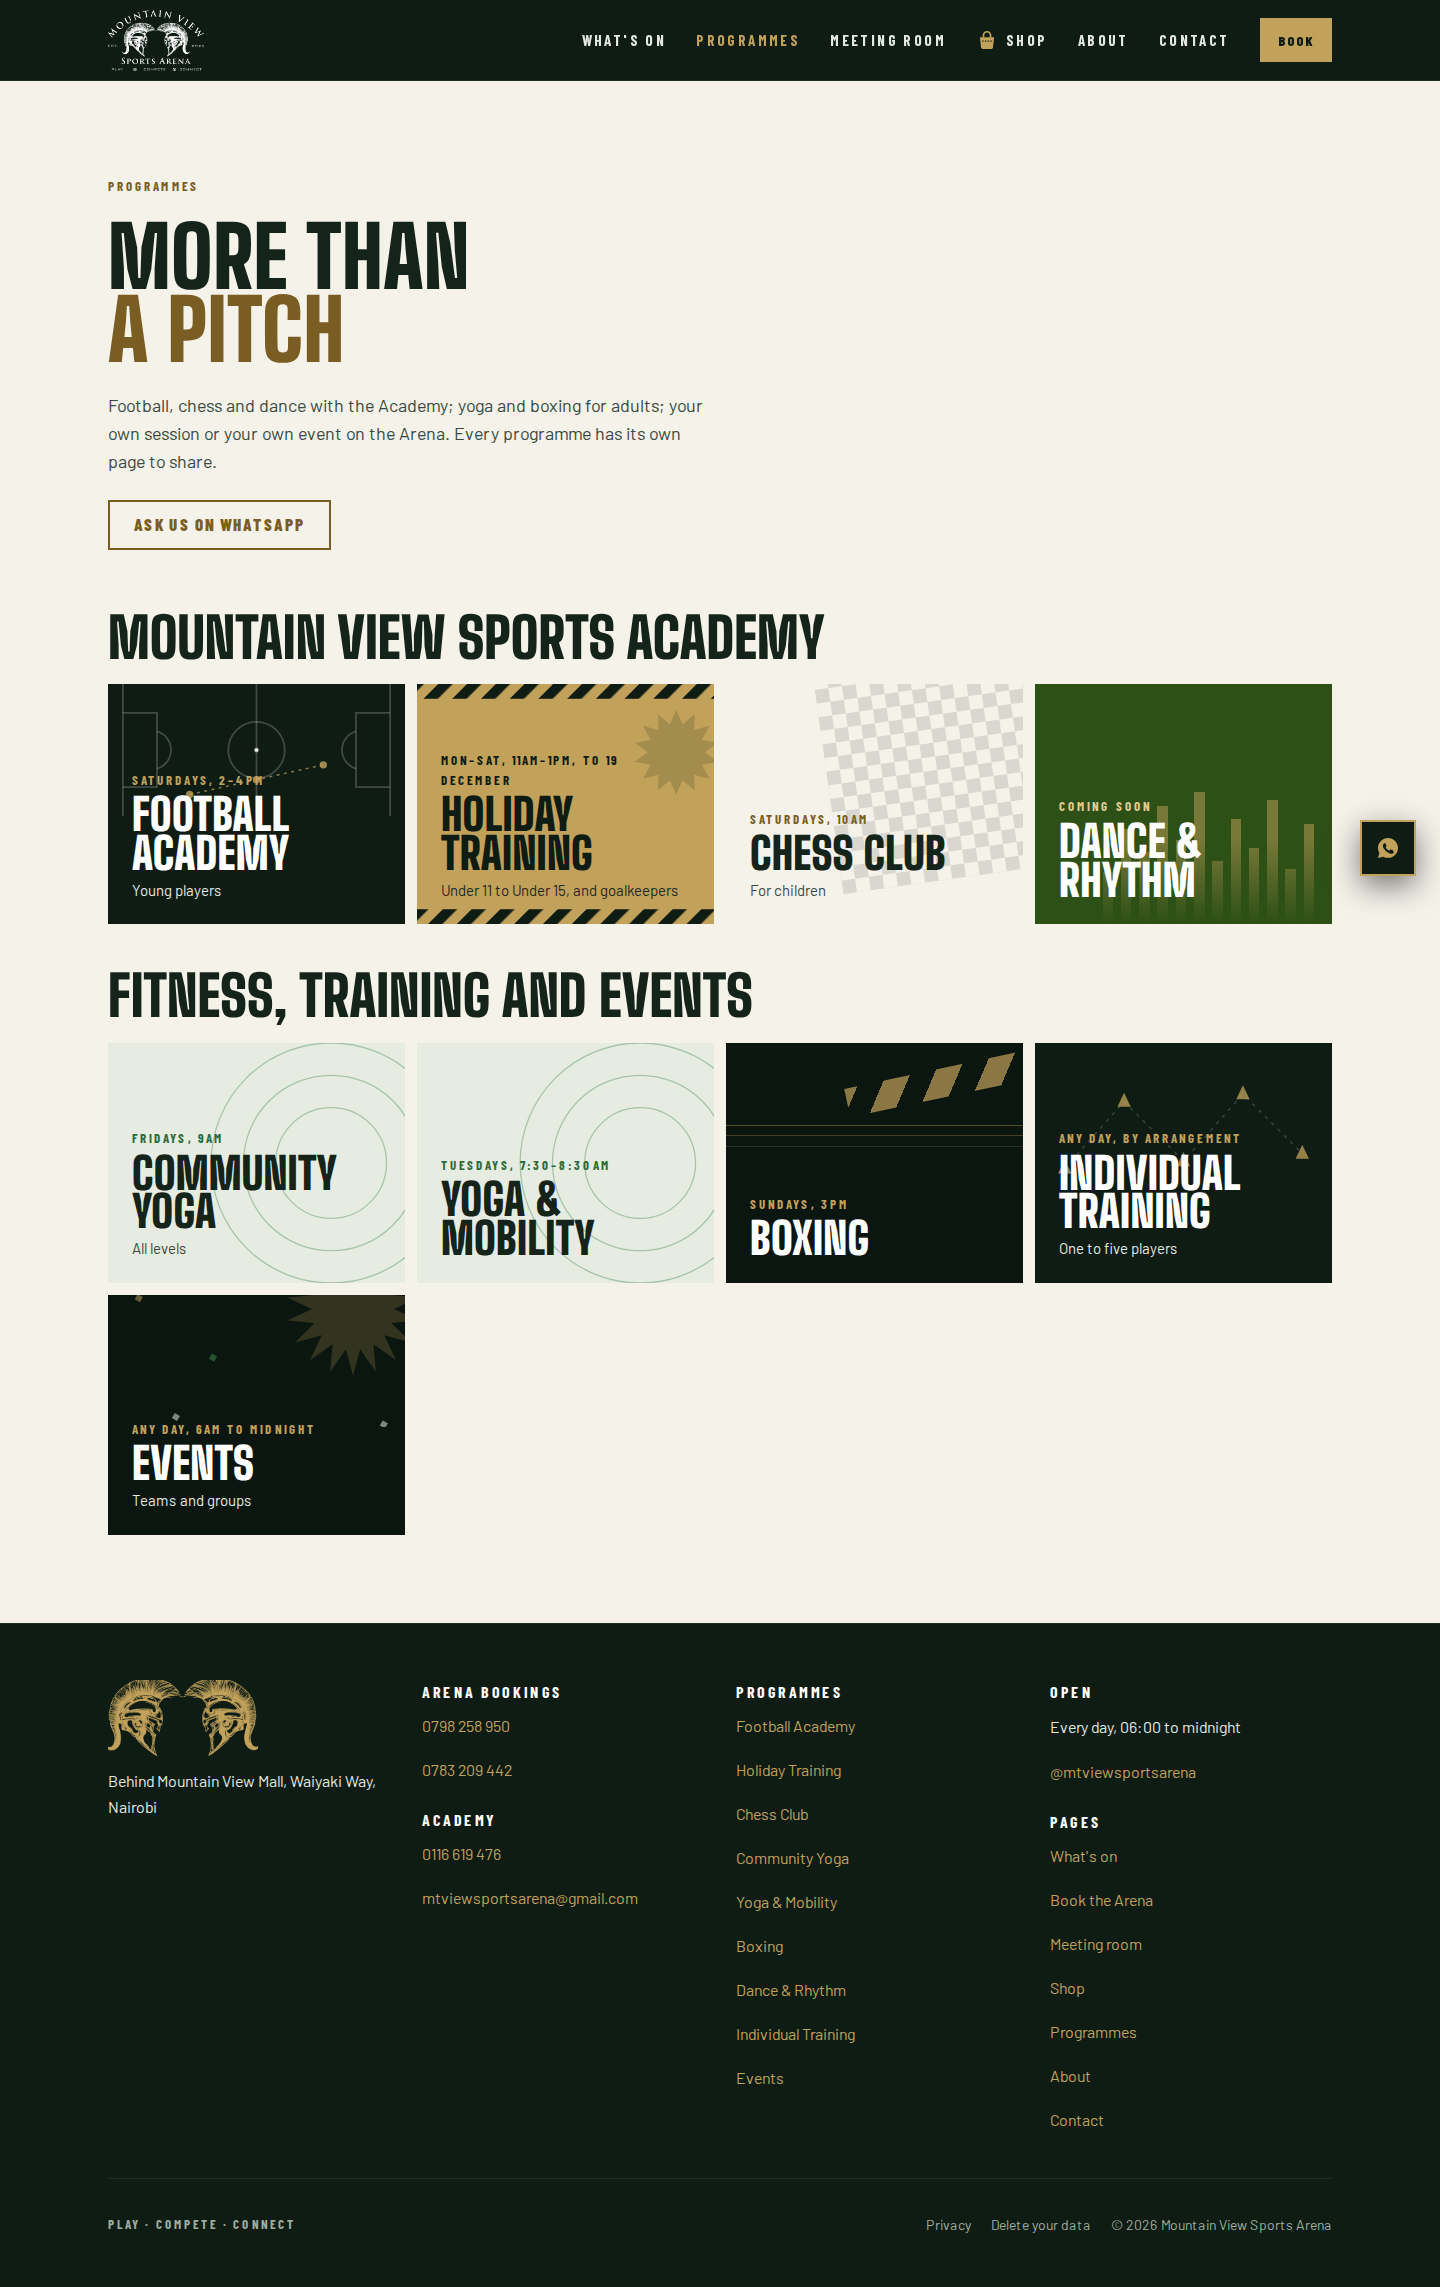 MOUNTAIN VIEW
SPORTS ARENA
WHAT'S ON
PROGRAMMES
MEETING ROOM
SHOP
ABOUT
CONTACT
BOOK
PROGRAMMES
MORE THAN
A PITCH
Football, chess and dance with the Academy; yoga and boxing for adults; your
own session or your own event on the Arena. Every programme has its own
page to share.
ASK US ON WHATSAPP
MOUNTAIN VIEW SPORTS ACADEMY
SATURDAYS, 2–4PM
FOOTBALL
ACADEMY
Young players
MON–SAT, 11AM–1PM, TO 19
DECEMBER
HOLIDAY
TRAINING
Under 11 to Under 15, and goalkeepers
SATURDAYS, 10AM
CHESS CLUB
For children
COMING SOON
DANCE &
RHYTHM
FITNESS, TRAINING AND EVENTS
FRIDAYS, 9AM
COMMUNITY
YOGA
All levels
TUESDAYS, 7:30–8:30AM
YOGA &
MOBILITY
SUNDAYS, 3PM
BOXING
ANY DAY, BY ARRANGEMENT
INDIVIDUAL
TRAINING
One to five players
ANY DAY, 6AM TO MIDNIGHT
EVENTS
Teams and groups
Behind Mountain View Mall, Waiyaki Way,
Nairobi
ARENA BOOKINGS
0798 258 950
0783 209 442
ACADEMY
0116 619 476
mtviewsportsarena@gmail.com
PROGRAMMES
Football Academy
Holiday Training
Chess Club
Community Yoga
Yoga & Mobility
Boxing
Dance & Rhythm
Individual Training
Events
OPEN
Every day, 06:00 to midnight
@mtviewsportsarena
PAGES
What's on
Book the Arena
Meeting room
Shop
Programmes
About
Contact
PLAY · COMPETE · CONNECT
Privacy
Delete your data
© 2026 Mountain View Sports Arena